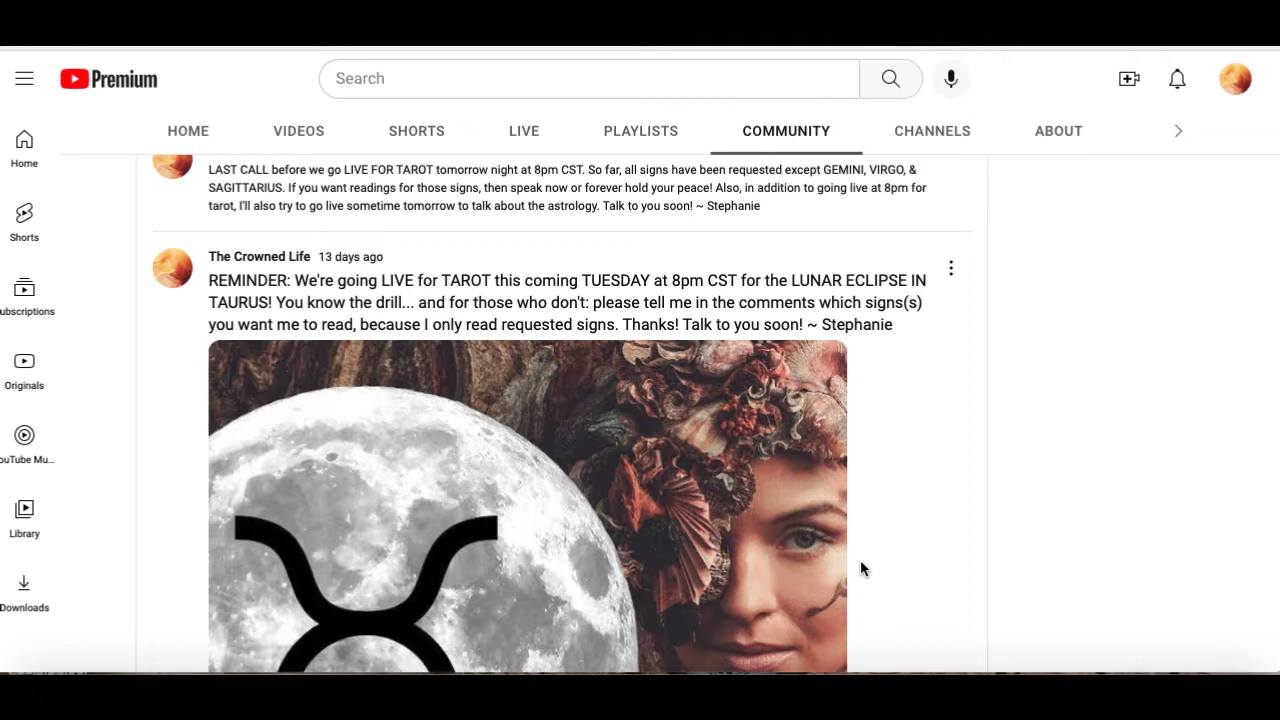 Premium
Search
HOME
VIDEOS
SHORTS
LIVE
PLAYLISTS
COMMUNITY
CHANNELS
ABOUT
Home
Shorts
ubscriptions
Originals
ouTube Mu...
Library
Downloads
LAST CALL before we go LIVE FOR TAROT tomorrow night at 8pm CST. So far, all signs have been requested except GEMINI, VIRGO, &
SAGITTARIUS. If you want readings for those signs, then speak now or forever hold your peace! Also, in addition to going live at 8pm for
tarot, I'll also try to go live sometime tomorrow to talk about the astrology. Talk to you soon! ~ Stephanie
The Crowned Life 13 days ago
REMINDER: We're going LIVE for TAROT this coming TUESDAY at 8pm CST for the LUNAR ECLIPSE IN
TAURUS! You know the drill... and for those who don't: please tell me in the comments which signs(s)
you want me to read, because I only read requested signs. Thanks! Talk to you soon! ~ Stephanie